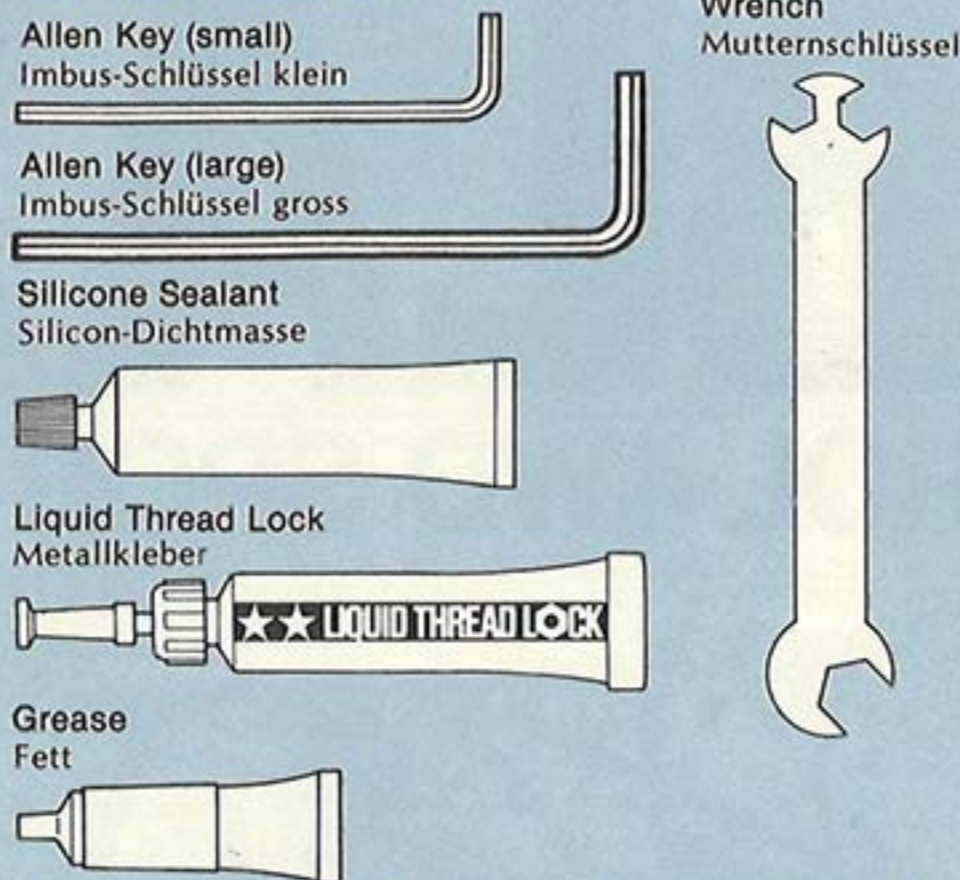 Allen Key (small)
Imbus-Schlüssel klein
Allen Key (large)
Imbus-Schlüssel gross
Silicone Sealant
Silicon-Dichtmasse
Liquid Thread Lock
Metallkleber
LIQUID THREAD LOCK
Grease
Fett
Wrench
Mutternschlüssel